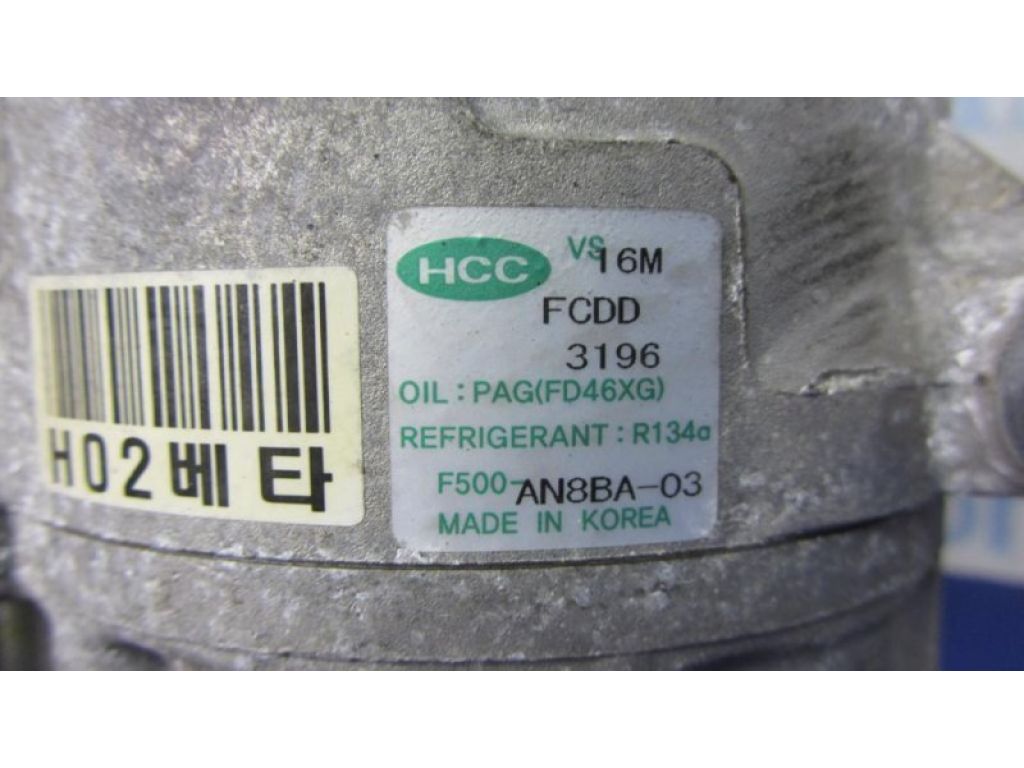 HCC VS16M
FCDD
3196
OIL : PAG(FD46XG)
REFRIGERANT : R134a
F500-AN8BA-03
MADE IN KOREA
H02베타